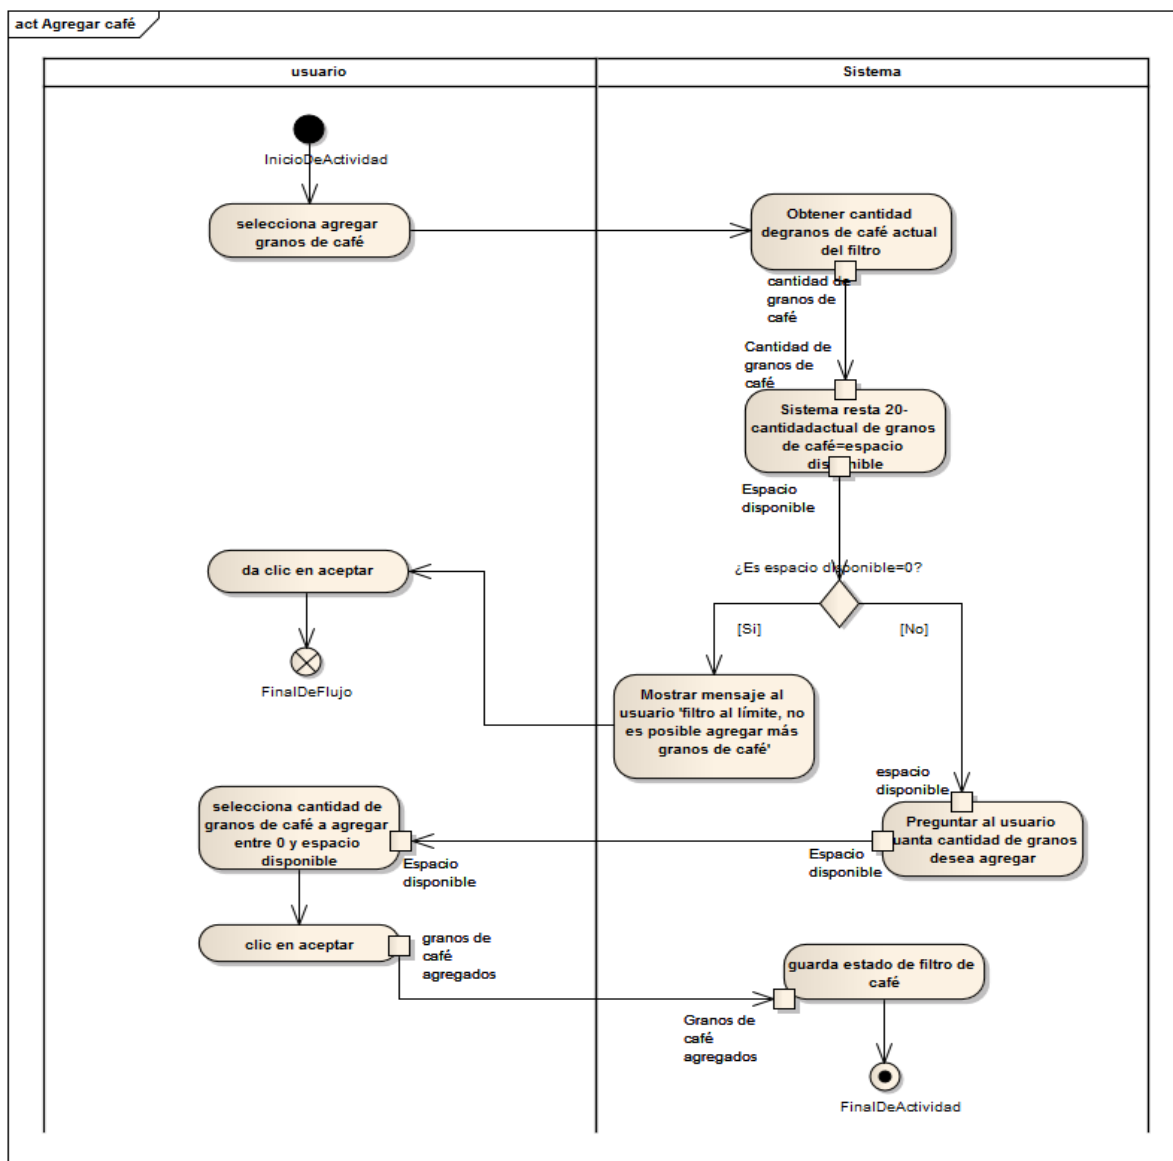 act Agregar café
usuario
Sistema
InicioDeActividad
selecciona agregar
granos de café
Obtener cantidad
degranos de café actual
del filtro
cantidad de
granos de
café
Cantidad de
granos de
café
Sistema resta 20-
cantidadactual de granos
de café=espacio
disponible
Espacio
disponible
¿Es espacio disponible=0?
[Si]
[No]
da clic en aceptar
FinalDeFlujo
Mostrar mensaje al
usuario 'filtro al límite, no
es posible agregar más
granos de café'
espacio
disponible
Preguntar al usuario
uanta cantidad de granos
desea agregar
Espacio
disponible
selecciona cantidad de
granos de café a agregar
entre 0 y espacio
disponible
Espacio
disponible
clic en aceptar
granos de
café
agregados
Granos de
café
agregados
guarda estado de filtro de
café
FinalDeActividad